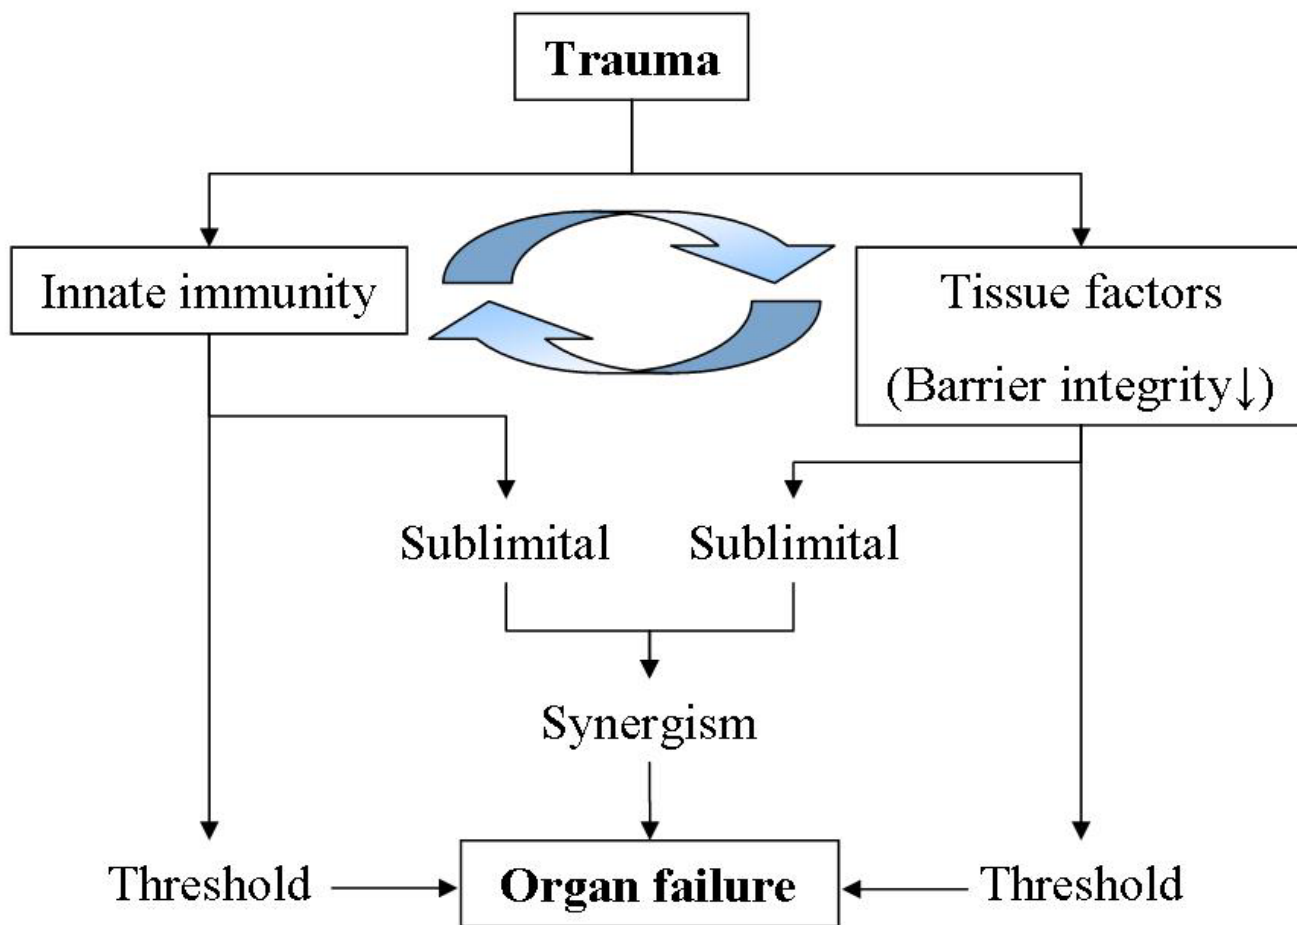 Trauma
Innate immunity
Tissue factors
(Barrier integrity↓)
Sublimital
Sublimital
Synergism
Threshold
Organ failure
Threshold